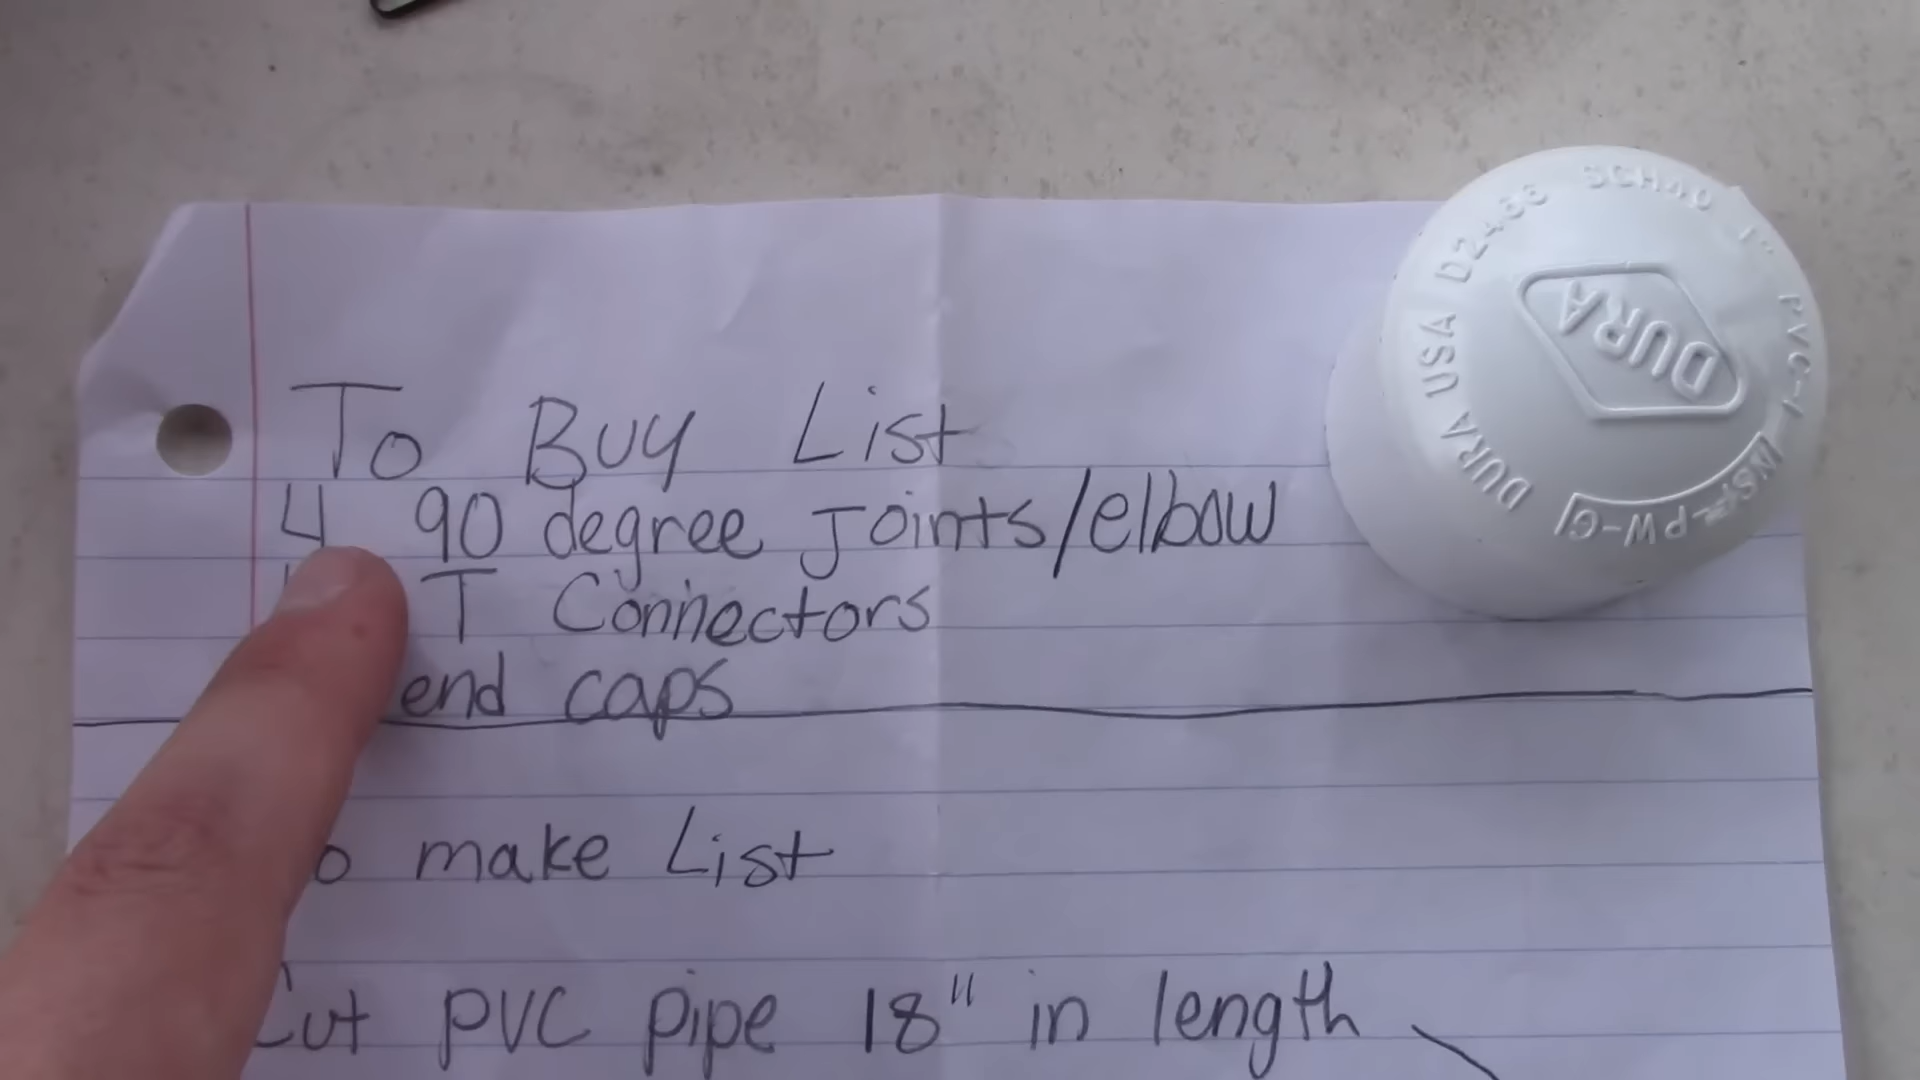 To Buy List
4 90 degree Joints/elbow
T Connectors
end caps
make List
Cut PVC pipe 18" in length
DURA
DURA USA D2466 SCH40 1" PVC-1 NSF-PW-G